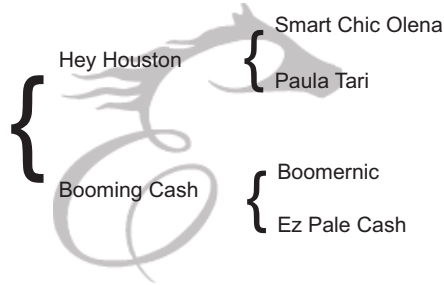 Smart Chic Olena
Hey Houston
Paula Tari
Booming Cash
Boomernic
Ez Pale Cash